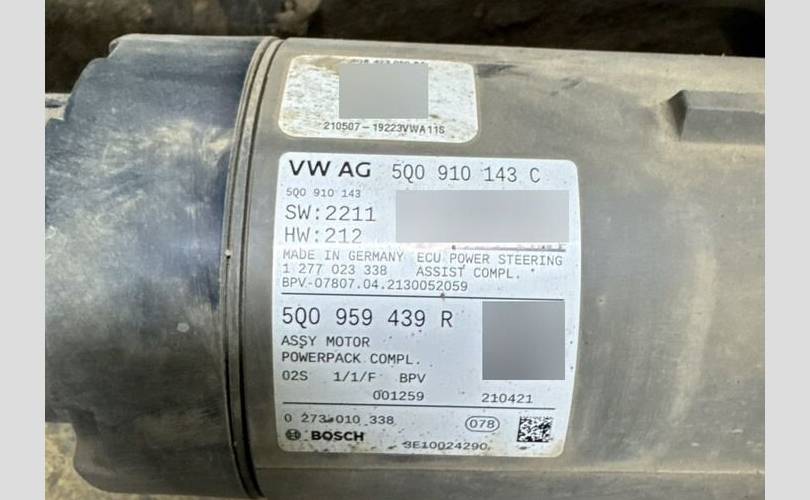 210507-19223VWA11S
VW AG 5Q0 910 143 C
5Q0 910 143
SW:2211
HW:212
MADE IN GERMANY ECU POWER STEERING
1 277 023 338 ASSIST COMPL.
BPV-07807.04.2130052059
5Q0 959 439 R
ASSY MOTOR
POWERPACK COMPL.
02S 1/1/F BPV
001259 210421
0 273 010 338 078
BOSCH 3E10024290